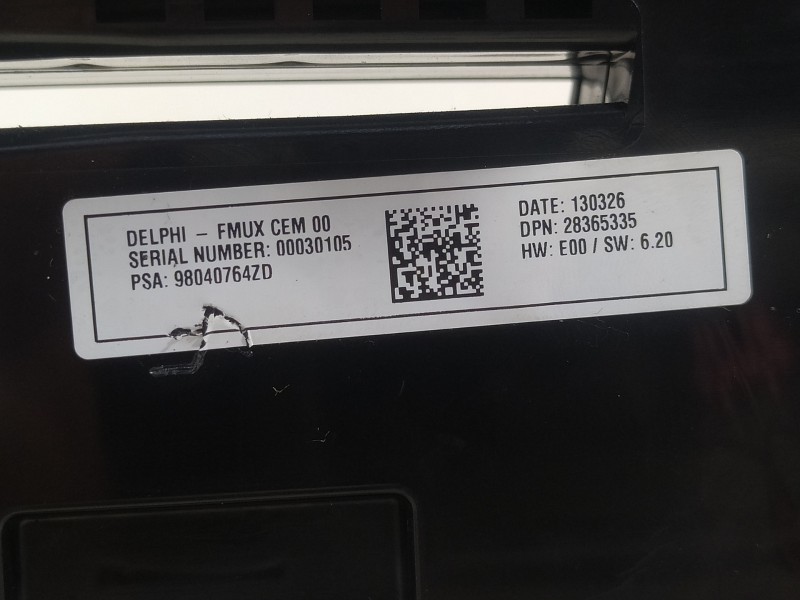 DELPHI - FMUX CEM 00
SERIAL NUMBER: 00030105
PSA: 98040764ZD
DATE: 130326
DPN: 28365335
HW: E00 / SW: 6.20